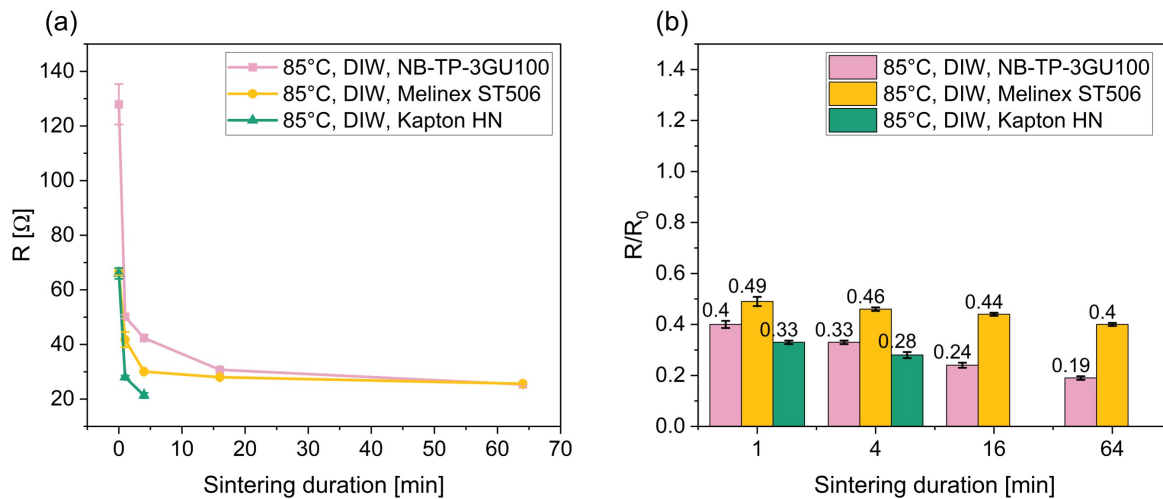 (a)
R [Ω]
140
120
100
80
60
40
20
0 10 20 30 40 50 60 70
Sintering duration [min]
85°C, DIW, NB-TP-3GU100
85°C, DIW, Melinex ST506
85°C, DIW, Kapton HN
(b)
R/R0
1.4
1.2
1.0
0.8
0.6
0.4
0.2
0.0
85°C, DIW, NB-TP-3GU100
85°C, DIW, Melinex ST506
85°C, DIW, Kapton HN
0.4 0.49 0.33
0.33 0.46 0.28
0.24 0.44
0.19 0.4
1 4 16 64
Sintering duration [min]